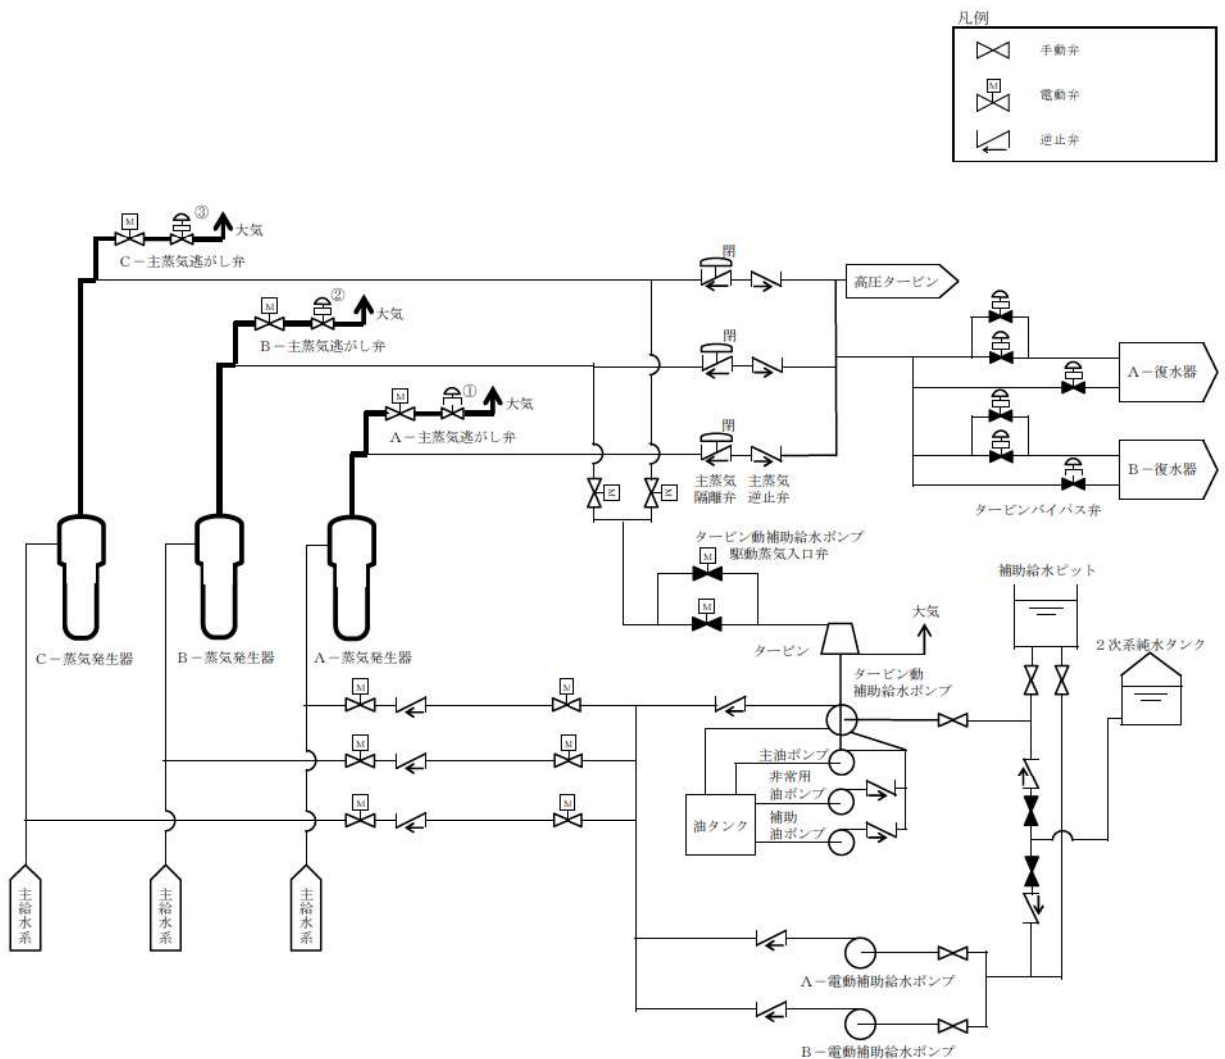 凡例
手動弁
M
電動弁
逆止弁
M
③
大気
C-主蒸気逃がし弁
M
②
大気
B-主蒸気逃がし弁
M
①
大気
A-主蒸気逃がし弁
閉
閉
閉
主蒸気
隔離弁
主蒸気
逆止弁
高圧タービン
A-復水器
B-復水器
タービンバイパス弁
M
M
タービン動補助給水ポンプ
駆動蒸気入口弁
M
M
補助給水ピット
2次系純水タンク
大気
タービン
タービン動
補助給水ポンプ
C-蒸気発生器
B-蒸気発生器
A-蒸気発生器
M
M
M
M
M
M
主油ポンプ
非常用
油ポンプ
補助
油ポンプ
油タンク
主給水系
主給水系
主給水系
A-電動補助給水ポンプ
B-電動補助給水ポンプ